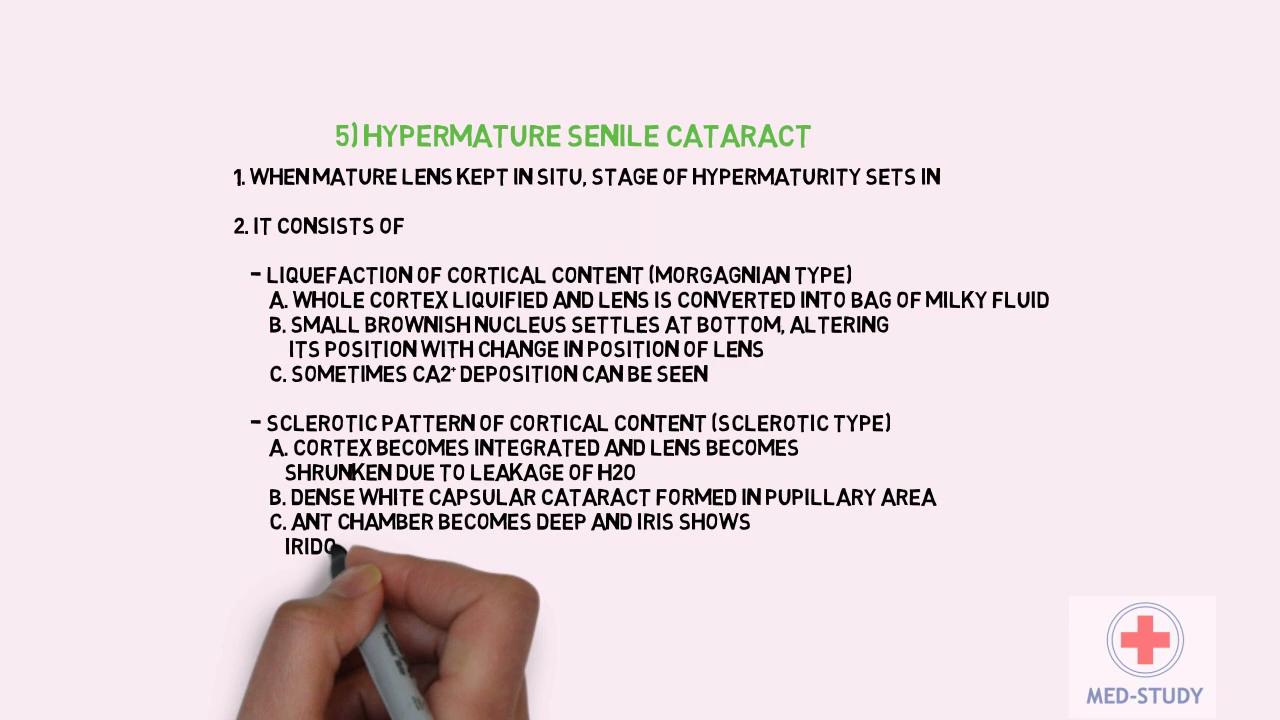 5) HYPERMATURE SENILE CATARACT
1. WHEN MATURE LENS KEPT IN SITU, STAGE OF HYPERMATURITY SETS IN
2. IT CONSISTS OF
- LIQUEFACTION OF CORTICAL CONTENT (MORGAGNIAN TYPE)
A. WHOLE CORTEX LIQUIFIED AND LENS IS CONVERTED INTO BAG OF MILKY FLUID
B. SMALL BROWNISH NUCLEUS SETTLES AT BOTTOM, ALTERING
ITS POSITION WITH CHANGE IN POSITION OF LENS
C. SOMETIMES CA2⁺ DEPOSITION CAN BE SEEN
- SCLEROTIC PATTERN OF CORTICAL CONTENT (SCLEROTIC TYPE)
A. CORTEX BECOMES INTEGRATED AND LENS BECOMES
SHRUNKEN DUE TO LEAKAGE OF H2O
B. DENSE WHITE CAPSULAR CATARACT FORMED IN PUPILLARY AREA
C. ANT CHAMBER BECOMES DEEP AND IRIS SHOWS
IRIDO
MED-STUDY